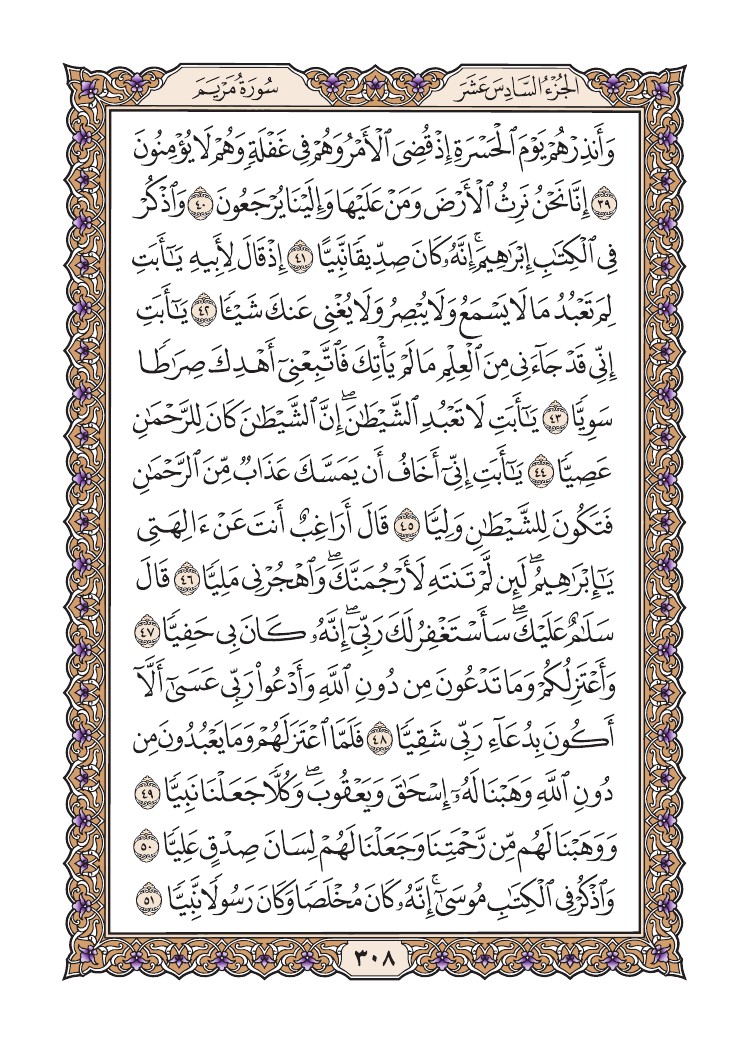 الجُزْءُ السَّادِسَ عَشَرَ
سُورَةُ مَرْيَمَ
وَأَنذِرْهُمْ يَوْمَ ٱلْحَسْرَةِ إِذْ قُضِىَ ٱلْأَمْرُ وَهُمْ فِى غَفْلَةٍۢ وَهُمْ لَا يُؤْمِنُونَ
٣٩ إِنَّا نَحْنُ نَرِثُ ٱلْأَرْضَ وَمَنْ عَلَيْهَا وَإِلَيْنَا يُرْجَعُونَ ٤٠ وَٱذْكُرْ
فِى ٱلْكِتَـٰبِ إِبْرَٰهِيمَ ۚ إِنَّهُۥ كَانَ صِدِّيقًا نَّبِيًّا ٤١ إِذْ قَالَ لِأَبِيهِ يَـٰٓأَبَتِ
لِمَ تَعْبُدُ مَا لَا يَسْمَعُ وَلَا يُبْصِرُ وَلَا يُغْنِى عَنكَ شَيْـًٔا ٤٢ يَـٰٓأَبَتِ
إِنِّى قَدْ جَآءَنِى مِنَ ٱلْعِلْمِ مَا لَمْ يَأْتِكَ فَٱتَّبِعْنِىٓ أَهْدِكَ صِرَٰطًا
سَوِيًّا ٤٣ يَـٰٓأَبَتِ لَا تَعْبُدِ ٱلشَّيْطَـٰنَ ۖ إِنَّ ٱلشَّيْطَـٰنَ كَانَ لِلرَّحْمَـٰنِ
عَصِيًّا ٤٤ يَـٰٓأَبَتِ إِنِّىٓ أَخَافُ أَن يَمَسَّكَ عَذَابٌ مِّنَ ٱلرَّحْمَـٰنِ
فَتَكُونَ لِلشَّيْطَـٰنِ وَلِيًّا ٤٥ قَالَ أَرَاغِبٌ أَنتَ عَنْ ءَالِهَتِى
يَـٰٓإِبْرَٰهِيمُ ۖ لَئِن لَّمْ تَنتَهِ لَأَرْجُمَنَّكَ ۖ وَٱهْجُرْنِى مَلِيًّا ٤٦ قَالَ
سَلَـٰمٌ عَلَيْكَ ۖ سَأَسْتَغْفِرُ لَكَ رَبِّىٓ ۖ إِنَّهُۥ كَانَ بِى حَفِيًّا ٤٧
وَأَعْتَزِلُكُمْ وَمَا تَدْعُونَ مِن دُونِ ٱللَّهِ وَأَدْعُوا۟ رَبِّى عَسَىٰٓ أَلَّآ
أَكُونَ بِدُعَآءِ رَبِّى شَقِيًّا ٤٨ فَلَمَّا ٱعْتَزَلَهُمْ وَمَا يَعْبُدُونَ مِن
دُونِ ٱللَّهِ وَهَبْنَا لَهُۥٓ إِسْحَـٰقَ وَيَعْقُوبَ ۖ وَكُلًّا جَعَلْنَا نَبِيًّا ٤٩
وَوَهَبْنَا لَهُم مِّن رَّحْمَتِنَا وَجَعَلْنَا لَهُمْ لِسَانَ صِدْقٍ عَلِيًّا ٥٠
وَٱذْكُرْ فِى ٱلْكِتَـٰبِ مُوسَىٰٓ ۚ إِنَّهُۥ كَانَ مُخْلَصًا وَكَانَ رَسُولًا نَّبِيًّا ٥١
٣٠٨